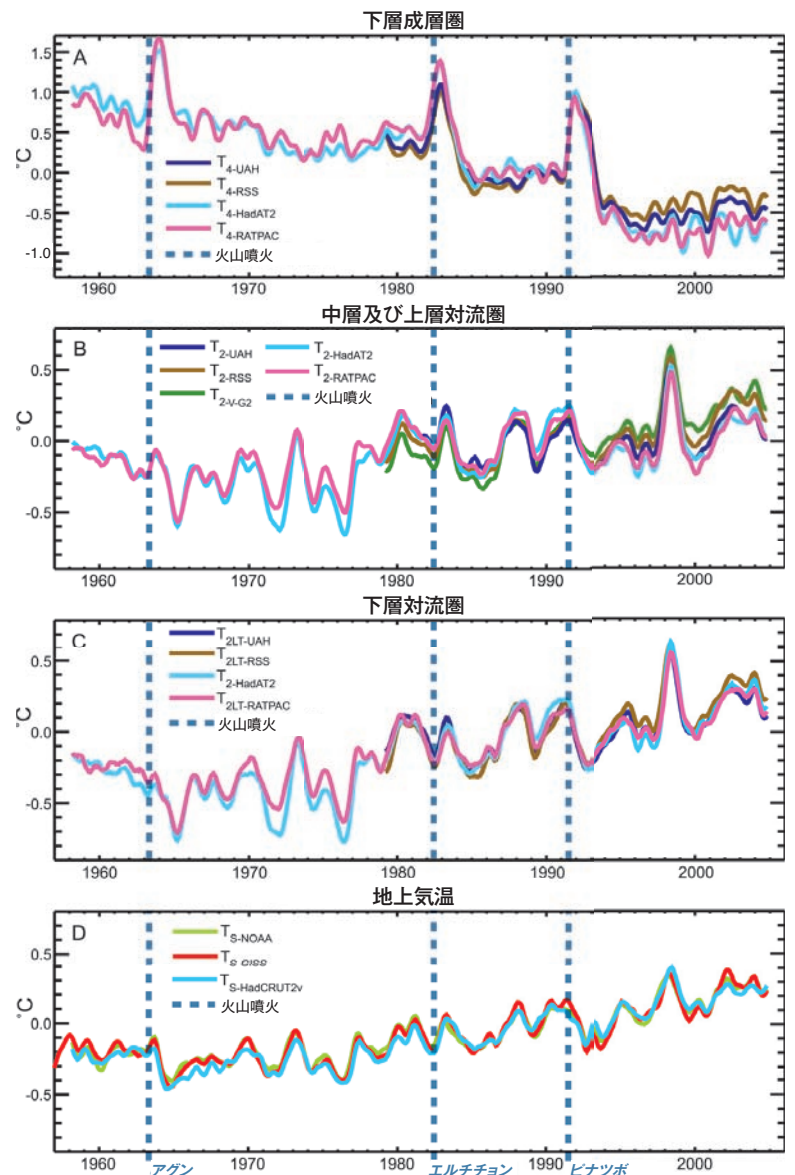 下層成層圏
A
°C
1.5
1.0
0.5
0.0
-0.5
-1.0
T4-UAH
T4-RSS
T4-HadAT2
T4-RATPAC
火山噴火
1960 1970 1980 1990 2000
中層及び上層対流圏
B
°C
0.5
0.0
-0.5
T2-UAH T2-HadAT2
T2-RSS T2-RATPAC
T2-V-G2 火山噴火
1960 1970 1980 1990 2000
下層対流圏
C
°C
0.5
0.0
-0.5
T2LT-UAH
T2LT-RSS
T2-HadAT2
T2LT-RATPAC
火山噴火
1960 1970 1980 1990 2000
地上気温
D
°C
0.5
0.0
-0.5
TS-NOAA
TS-GISS
TS-HadCRUT2v
火山噴火
1960 1970 1980 1990 2000
アグン エルチチョン ピナツボ